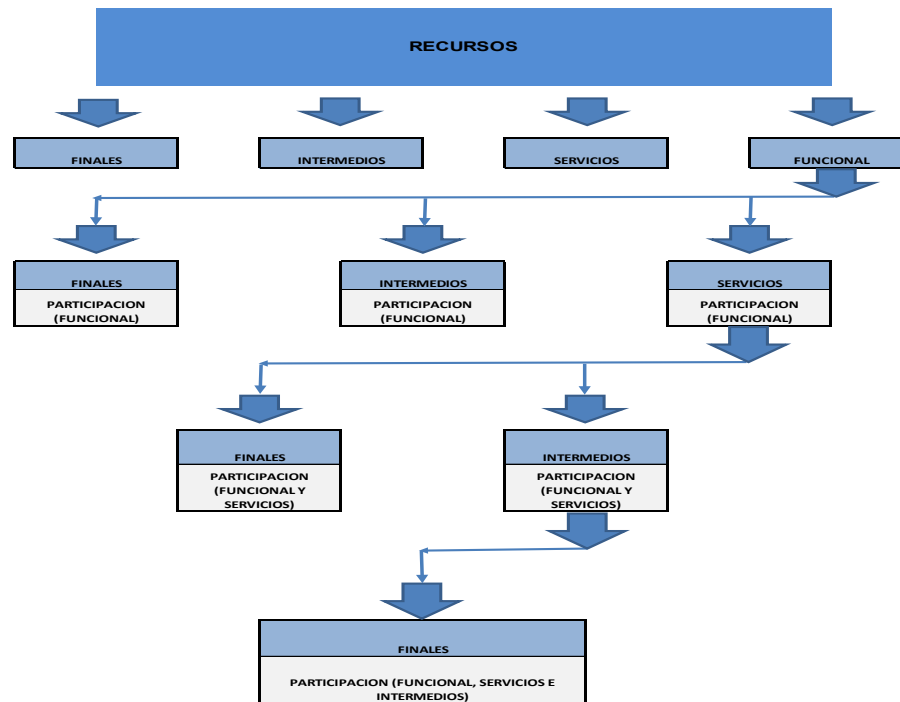 RECURSOS
FINALES
INTERMEDIOS
SERVICIOS
FUNCIONAL
FINALES
PARTICIPACION
(FUNCIONAL)
INTERMEDIOS
PARTICIPACION
(FUNCIONAL)
SERVICIOS
PARTICIPACION
(FUNCIONAL)
FINALES
PARTICIPACION
(FUNCIONAL Y
SERVICIOS)
INTERMEDIOS
PARTICIPACION
(FUNCIONAL Y
SERVICIOS)
FINALES
PARTICIPACION (FUNCIONAL, SERVICIOS E
INTERMEDIOS)